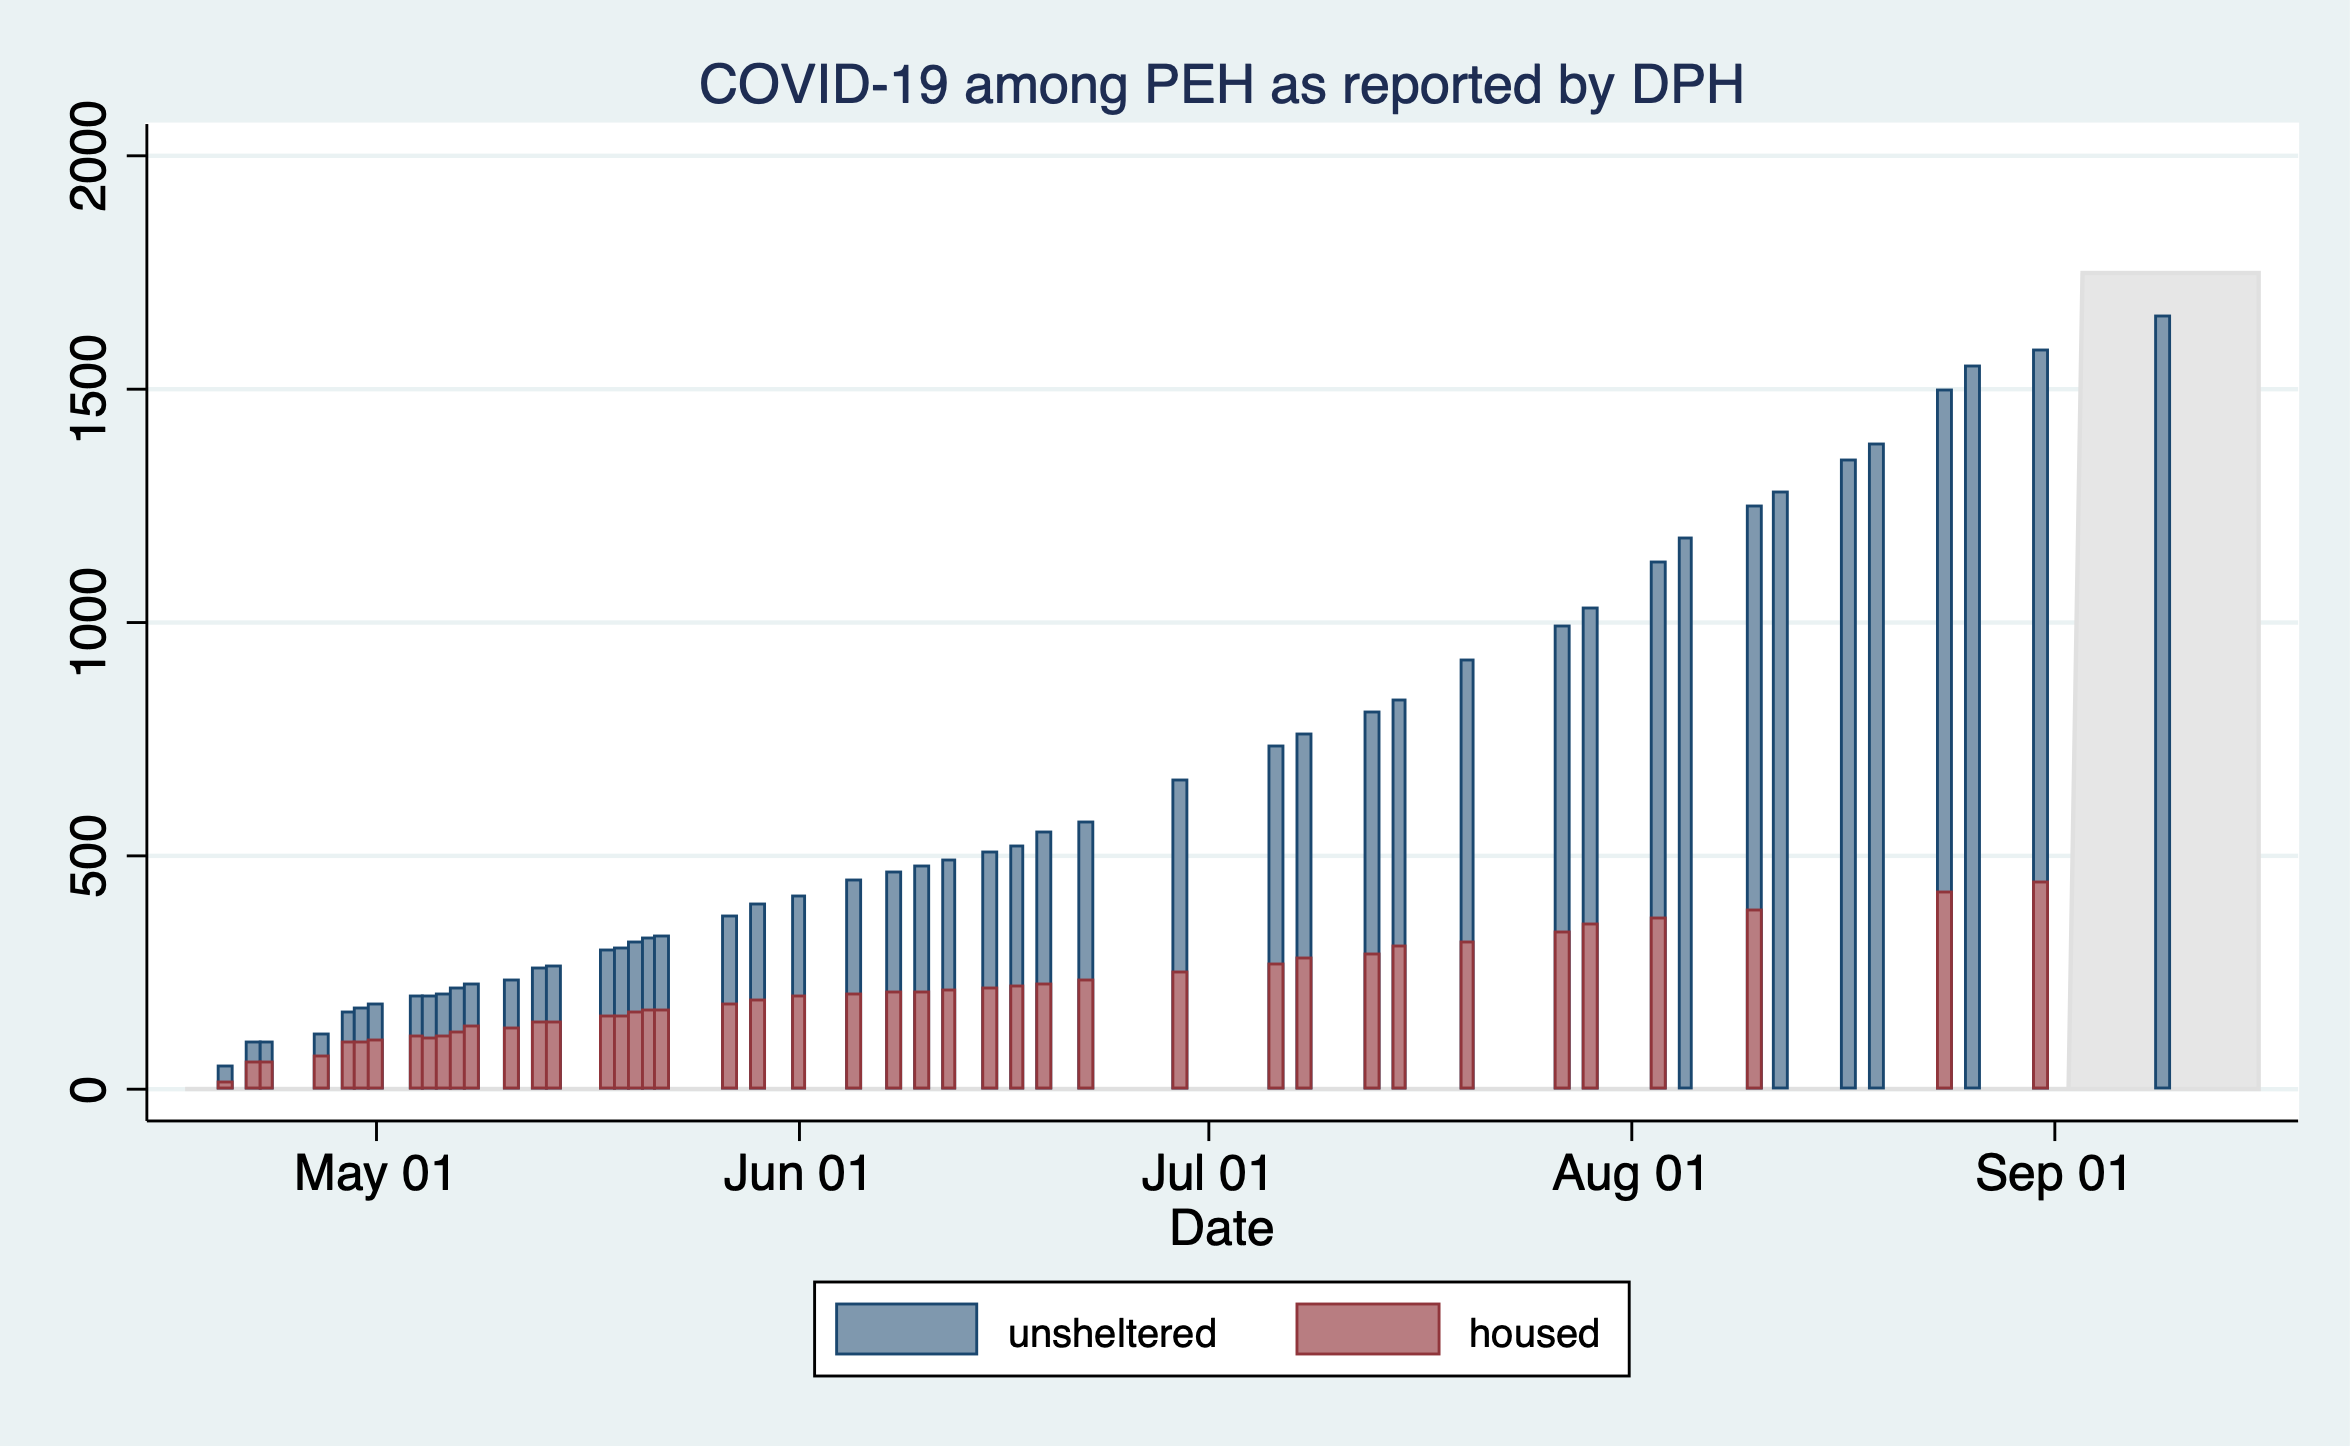 COVID-19 among PEH as reported by DPH
2000
1500
1000
500
0
May 01 Jun 01 Jul 01 Aug 01 Sep 01
Date
unsheltered housed